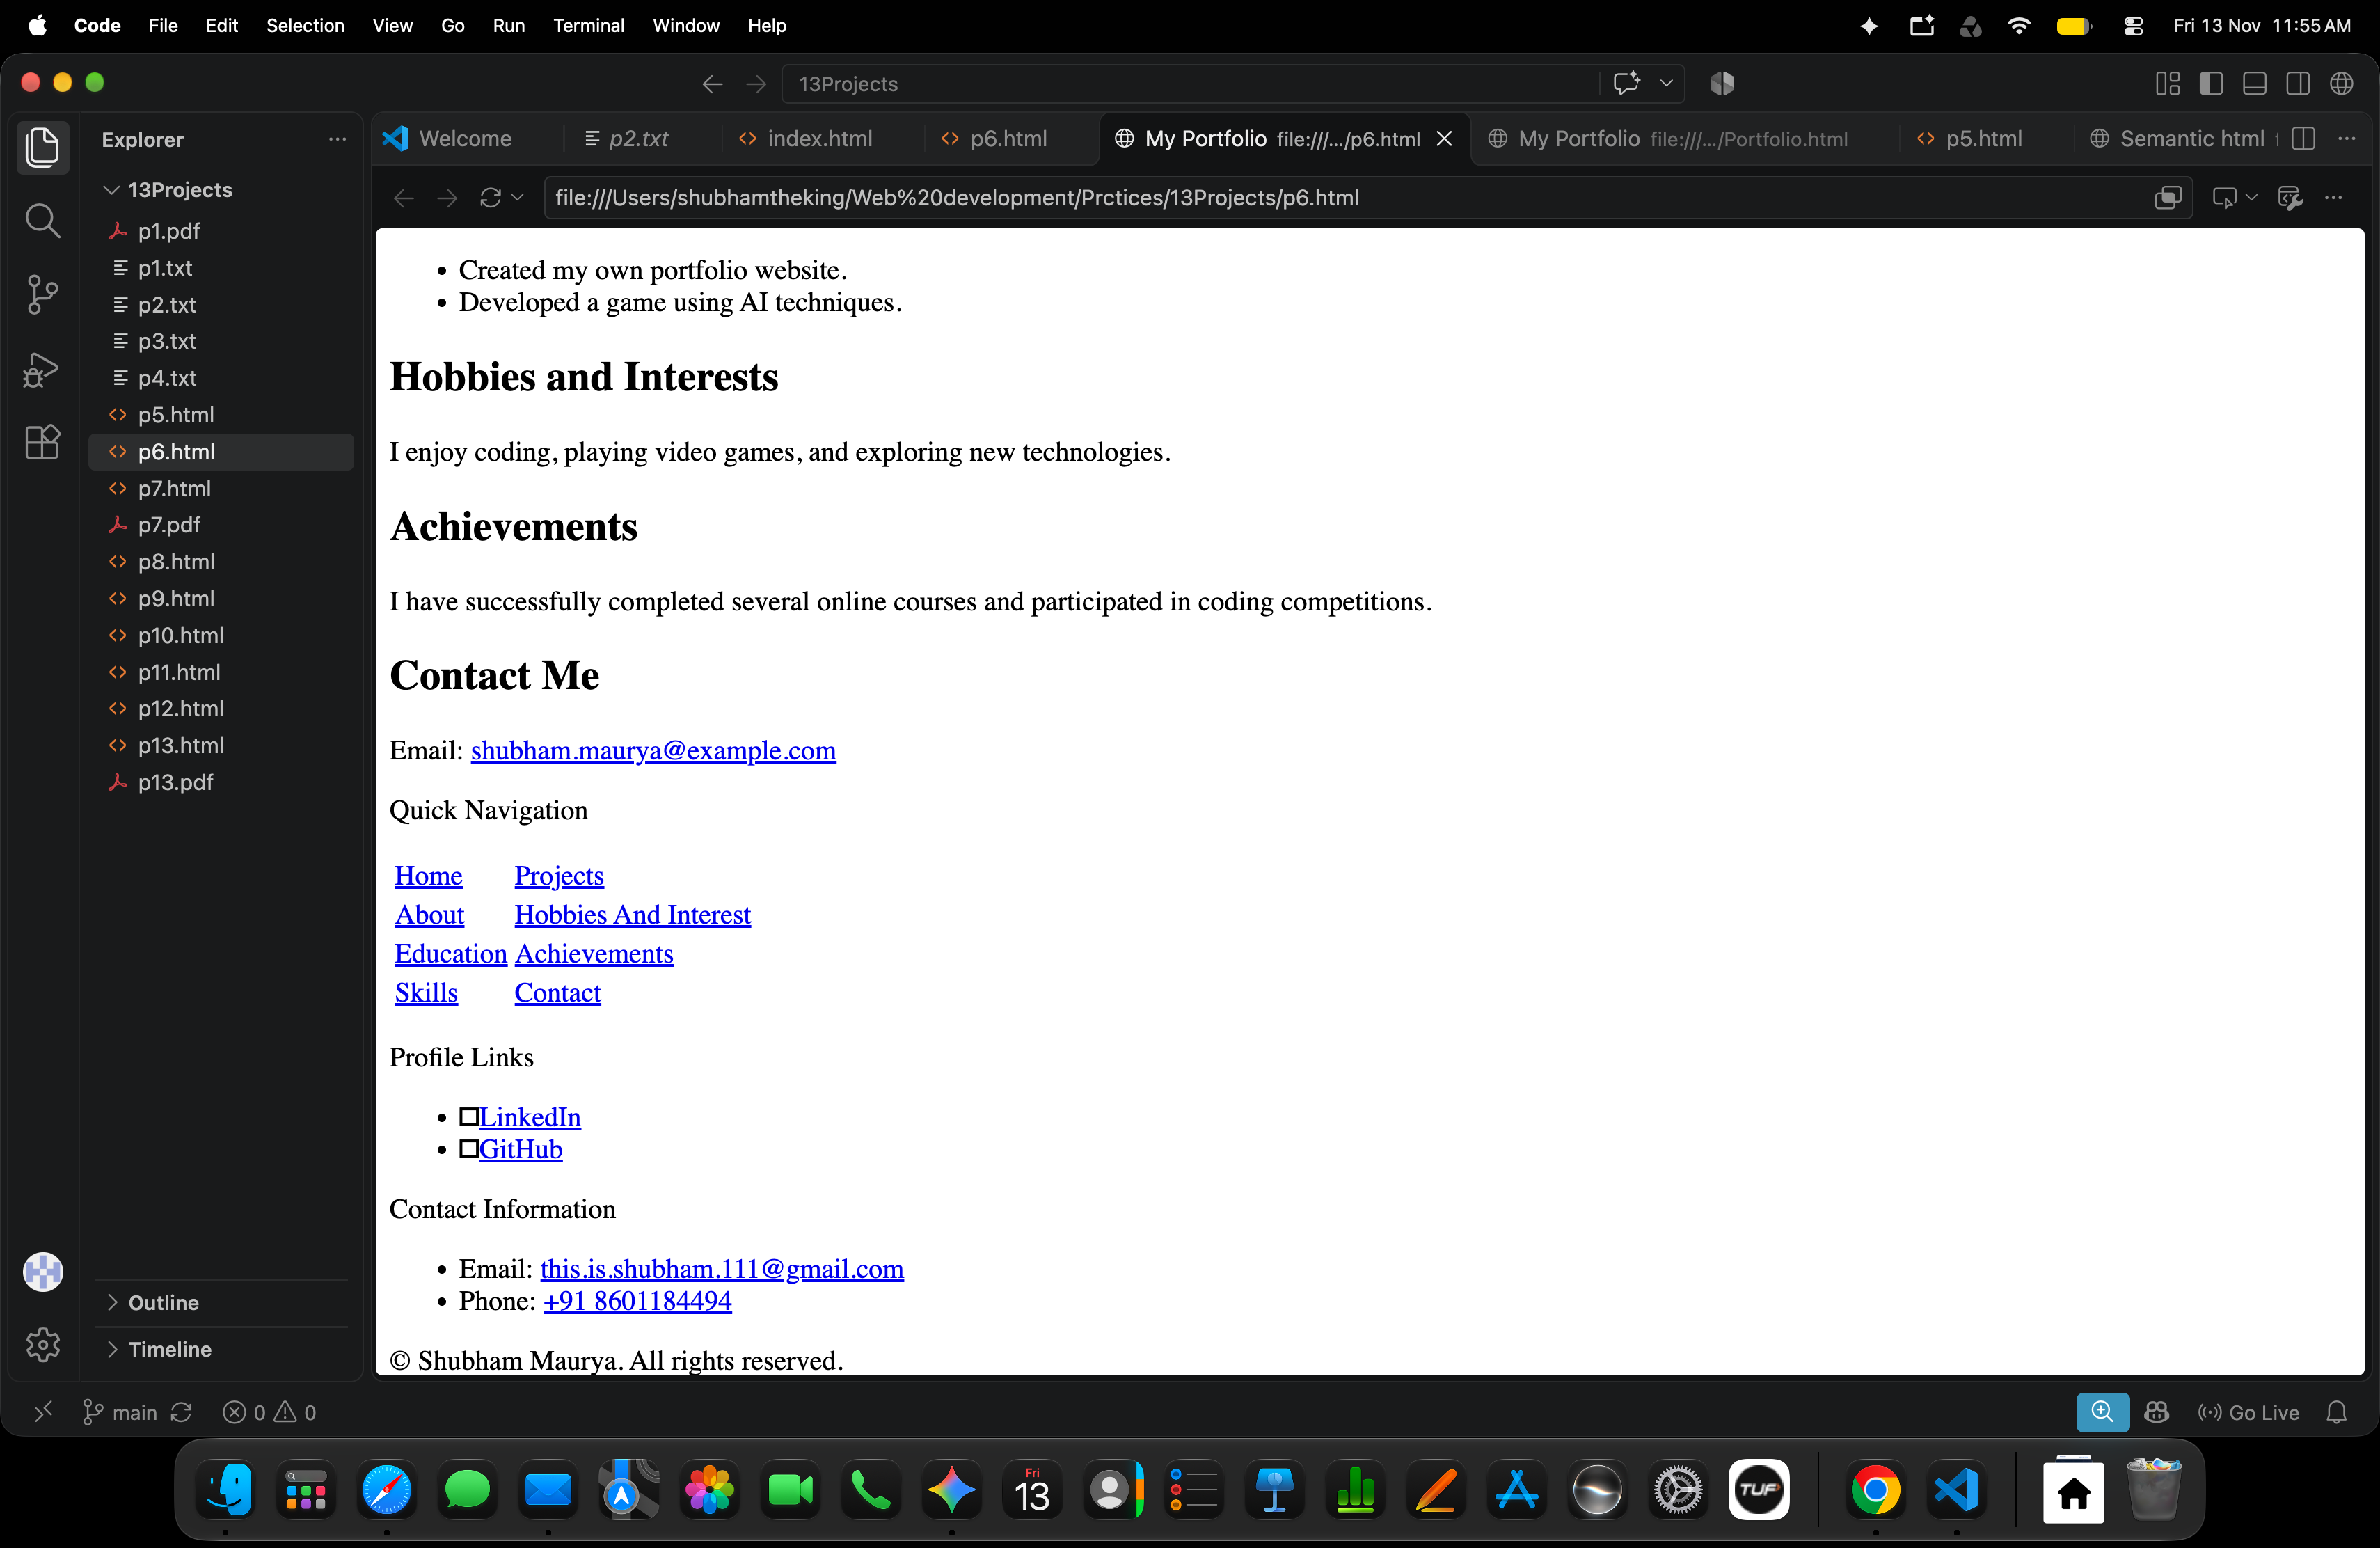 Code File Edit Selection View Go Run Terminal Window Help Fri 13 Nov 11:55 AM
13Projects
Explorer
Welcome p2.txt index.html p6.html My Portfolio file:///.../p6.html My Portfolio file:///.../Portfolio.html p5.html Semantic html
file:///Users/shubhamtheking/Web%20development/Prctices/13Projects/p6.html
13Projects
p1.pdf
p1.txt
p2.txt
p3.txt
p4.txt
p5.html
p6.html
p7.html
p7.pdf
p8.html
p9.html
p10.html
p11.html
p12.html
p13.html
p13.pdf
Outline
Timeline
• Created my own portfolio website.
• Developed a game using AI techniques.
Hobbies and Interests
I enjoy coding, playing video games, and exploring new technologies.
Achievements
I have successfully completed several online courses and participated in coding competitions.
Contact Me
Email: shubham.maurya@example.com
Quick Navigation
Home Projects
About Hobbies And Interest
Education Achievements
Skills Contact
Profile Links
• LinkedIn
• GitHub
Contact Information
• Email: this.is.shubham.111@gmail.com
• Phone: +91 8601184494
© Shubham Maurya. All rights reserved.
main 0 0 Go Live
Fri
13
TUF